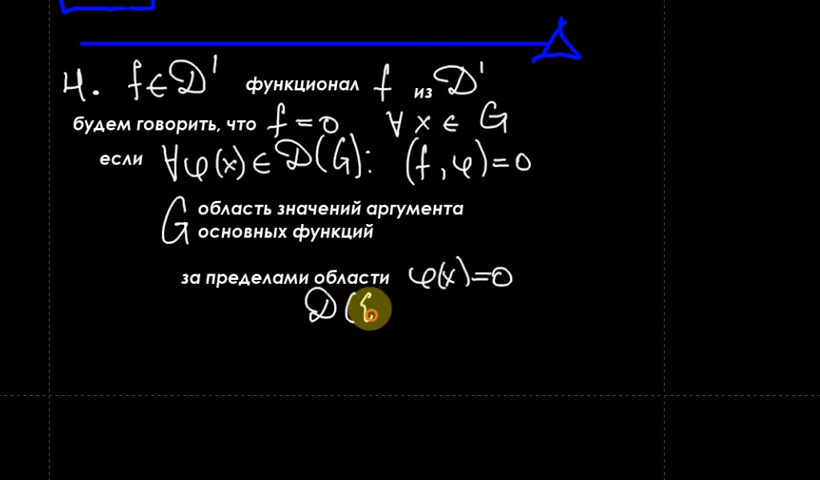 4. f ∈ D' функционал f из D'
будем говорить, что f = 0 ∀ x ∈ G
если ∀φ(x) ∈ D(G): (f, φ) = 0
G область значений аргумента
основных функций
за пределами области φ(x) = 0
D(